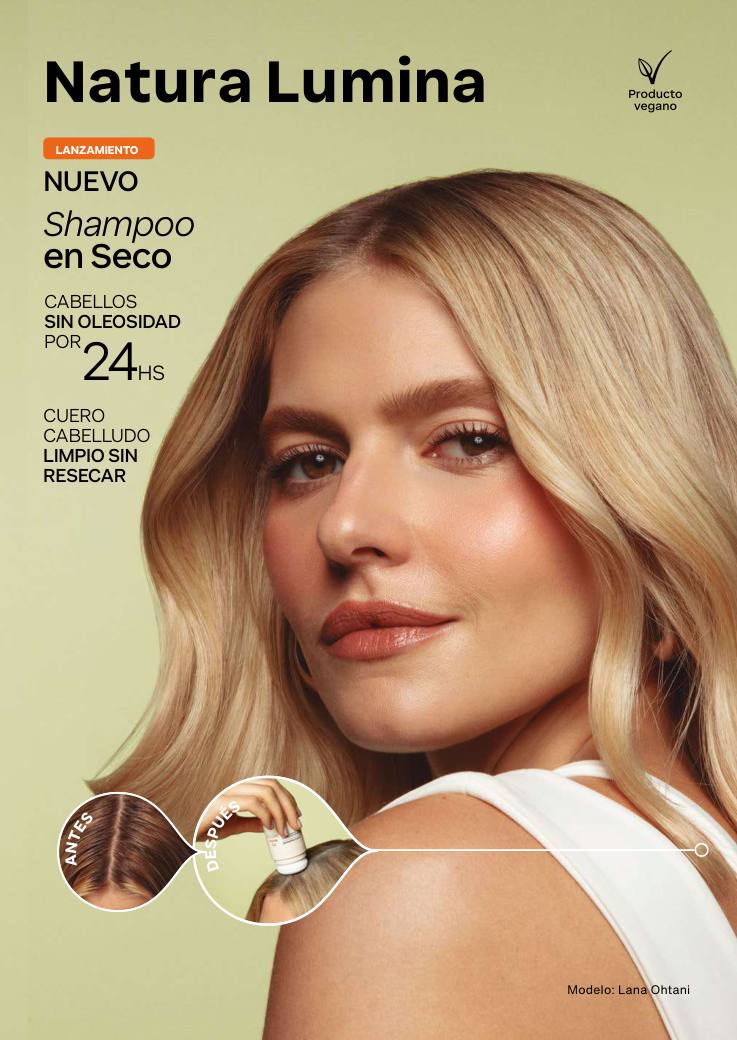 Natura Lumina
Producto
vegano
LANZAMIENTO
NUEVO
Shampoo
en Seco
CABELLOS
SIN OLEOSIDAD
POR 24HS
CUERO
CABELLUDO
LIMPIO SIN
RESECAR
ANTES
DESPUÉS
Modelo: Lana Ohtani